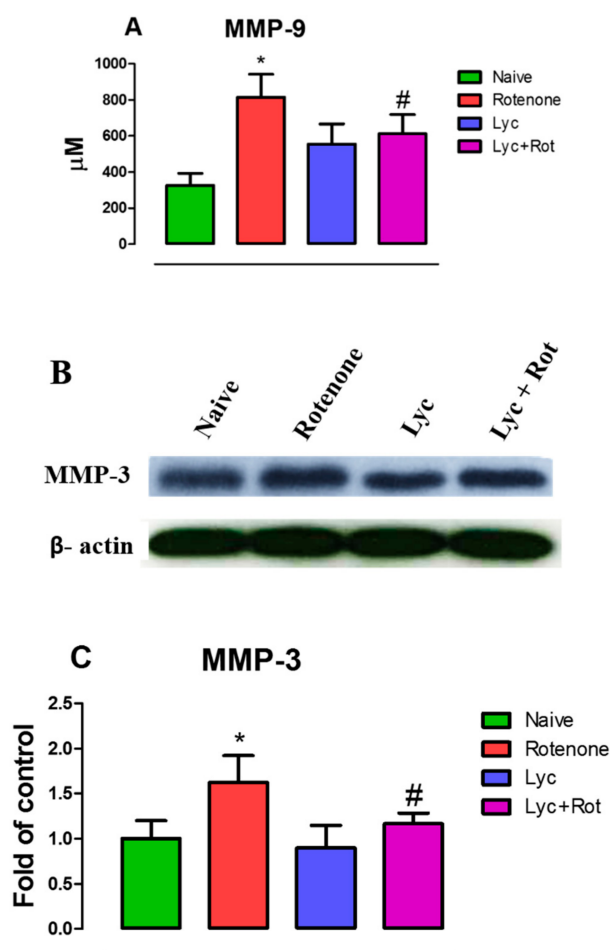 A
MMP-9
1000
800
600
400
200
0
μM
*
#
Naive
Rotenone
Lyc
Lyc+Rot
B
Naive
Rotenone
Lyc
Lyc + Rot
MMP-3
β- actin
C
MMP-3
2.5
2.0
1.5
1.0
0.5
0.0
Fold of control
*
#
Naive
Rotenone
Lyc
Lyc+Rot